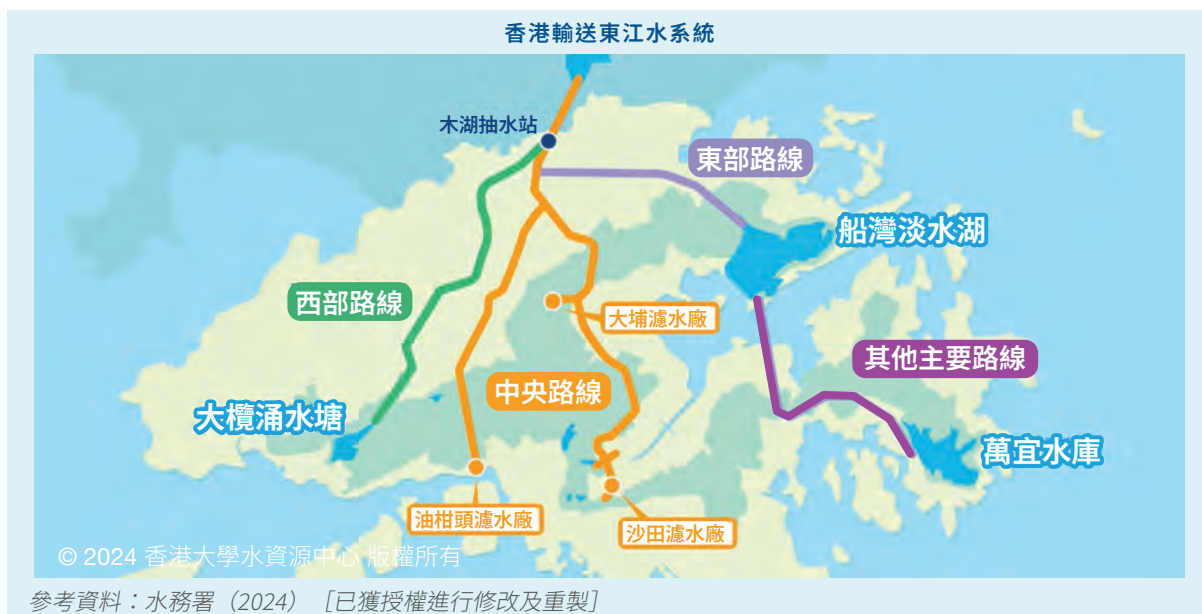 香港輸送東江水系統
木湖抽水站
東部路線
船灣淡水湖
西部路線
大埔濾水廠
其他主要路線
中央路線
大欖涌水塘
萬宜水庫
油柑頭濾水廠
沙田濾水廠
© 2024 香港大學水資源中心 版權所有
參考資料：水務署（2024） [已獲授權進行修改及重製]